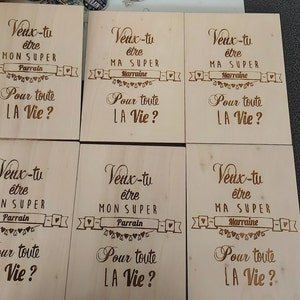 Veux-tu
être
MON SUPER
Parrain
Pour toute
LA Vie ?
Veux-tu
être
MA SUPER
Marraine
Pour toute
LA Vie ?
Veux-tu
être
MA SUPER
Marraine
Pour toute
LA Vie ?
Veux-tu
être
MON SUPER
Parrain
Pour toute
LA Vie ?
Veux-tu
être
MON SUPER
Parrain
Pour toute
LA Vie ?
Veux-tu
être
MA SUPER
Marraine
Pour toute
LA Vie ?